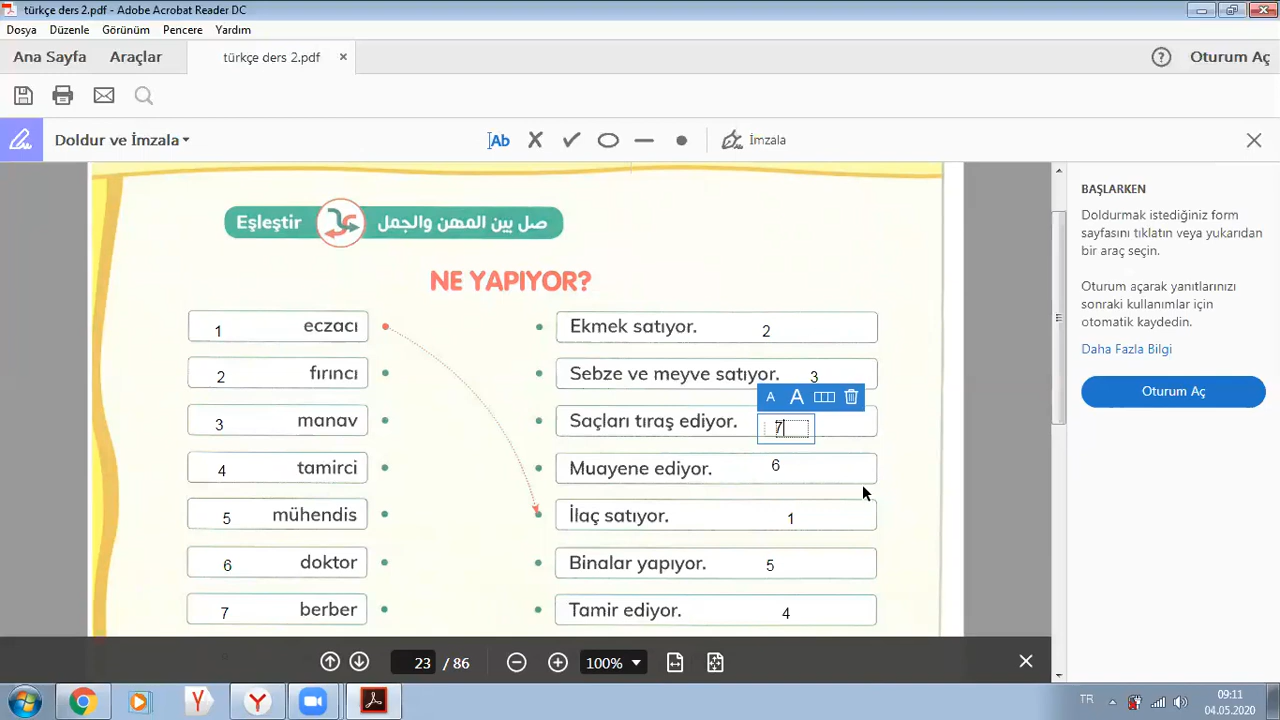 türkçe ders 2.pdf - Adobe Acrobat Reader DC
Dosya Düzenle Görünüm Pencere Yardım
Ana Sayfa Araçlar türkçe ders 2.pdf × ? Oturum Aç
Doldur ve İmzala Ab İmzala
Eşleştir صل بين المهن والجمل
NE YAPIYOR?
1 eczacı Ekmek satıyor. 2
2 fırıncı Sebze ve meyve satıyor. 3
A A
3 manav Saçları tıraş ediyor. 7
4 tamirci Muayene ediyor. 6
5 mühendis İlaç satıyor. 1
6 doktor Binalar yapıyor. 5
7 berber Tamir ediyor. 4
BAŞLARKEN
Doldurmak istediğiniz form
sayfasını tıklatın veya yukarıdan
bir araç seçin.
Oturum açarak yanıtlarınızı
sonraki kullanımlar için
otomatik kaydedin.
Daha Fazla Bilgi
Oturum Aç
23 / 86 100%
TR 09:11
04.05.2020